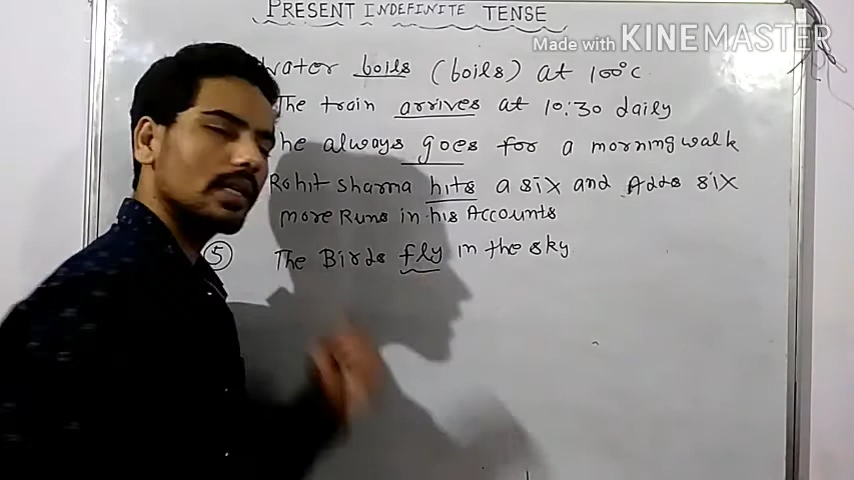 PRESENT INDEFINITE TENSE
Made with KINEMASTER
water boils (boils) at 100°C
The train arrives at 10:30 daily
he always goes for a morning walk
Rohit sharma hits a six and Adds six
more Runs in his Accounts
⑤ The Birds fly in the sky